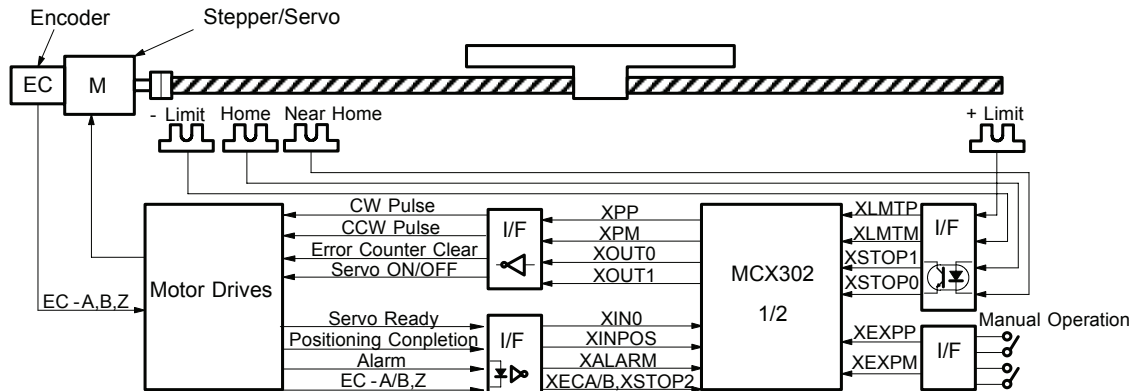 Encoder
Stepper/Servo
EC
M
- Limit
Home
Near Home
+ Limit
CW Pulse
CCW Pulse
Error Counter Clear
Servo ON/OFF
I/F
XPP
XPM
XOUT0
XOUT1
Motor Drives
MCX302
1/2
XLMTP
XLMTM
XSTOP1
XSTOP0
I/F
EC -A,B,Z
Servo Ready
Positioning Conpletion
Alarm
EC -A/B,Z
I/F
XIN0
XINPOS
XALARM
XECA/B,XSTOP2
XEXPP
XEXPM
I/F
Manual Operation